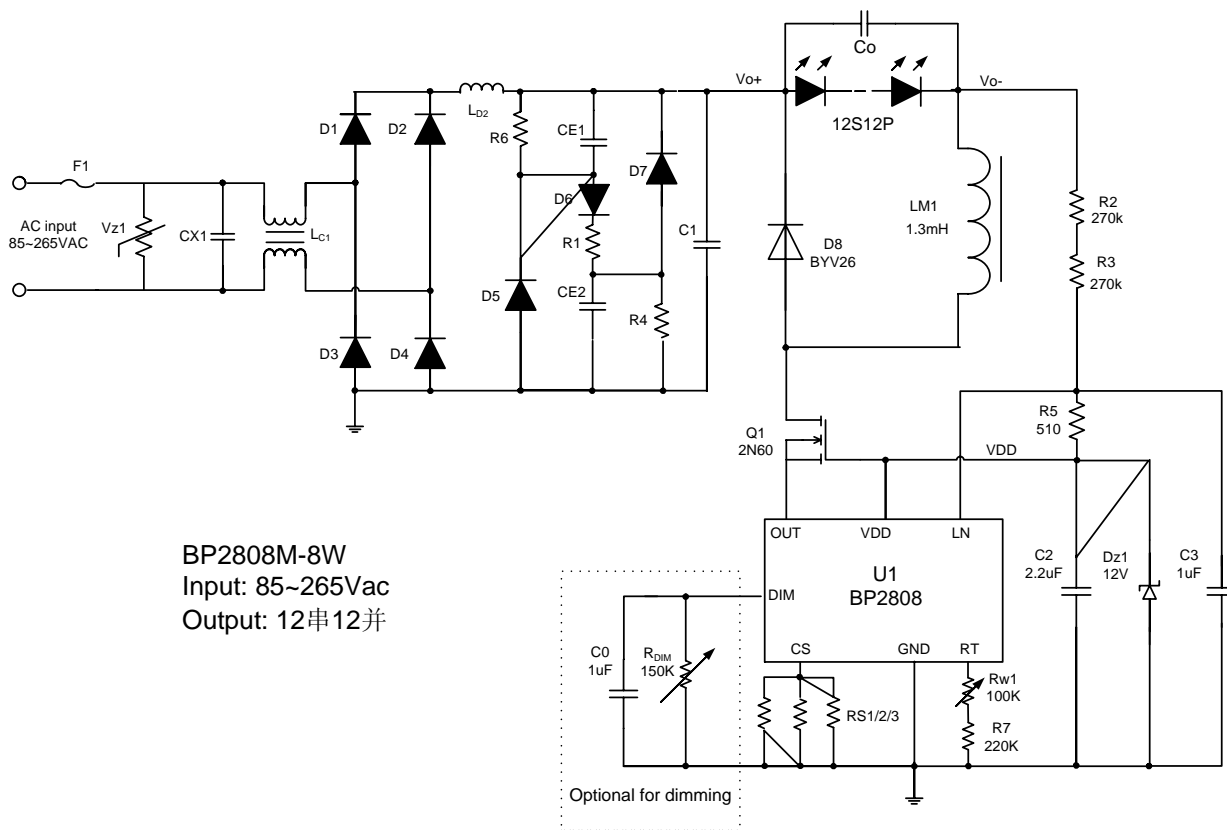 Co
Vo+
Vo-
12S12P
L_D2
D1
D2
R6
CE1
D7
D6
F1
AC input
85~265VAC
Vz1
CX1
L_C1
R1
C1
D5
CE2
R4
D3
D4
D8
BYV26
LM1
1.3mH
R2
270k
R3
270k
R5
510
Q1
2N60
VDD
OUT
VDD
LN
U1
BP2808
DIM
CS
GND
RT
C2
2.2uF
Dz1
12V
C3
1uF
BP2808M-8W
Input: 85~265Vac
Output: 12串12并
C0
1uF
R_DIM
150K
RS1/2/3
Rw1
100K
R7
220K
Optional for dimming